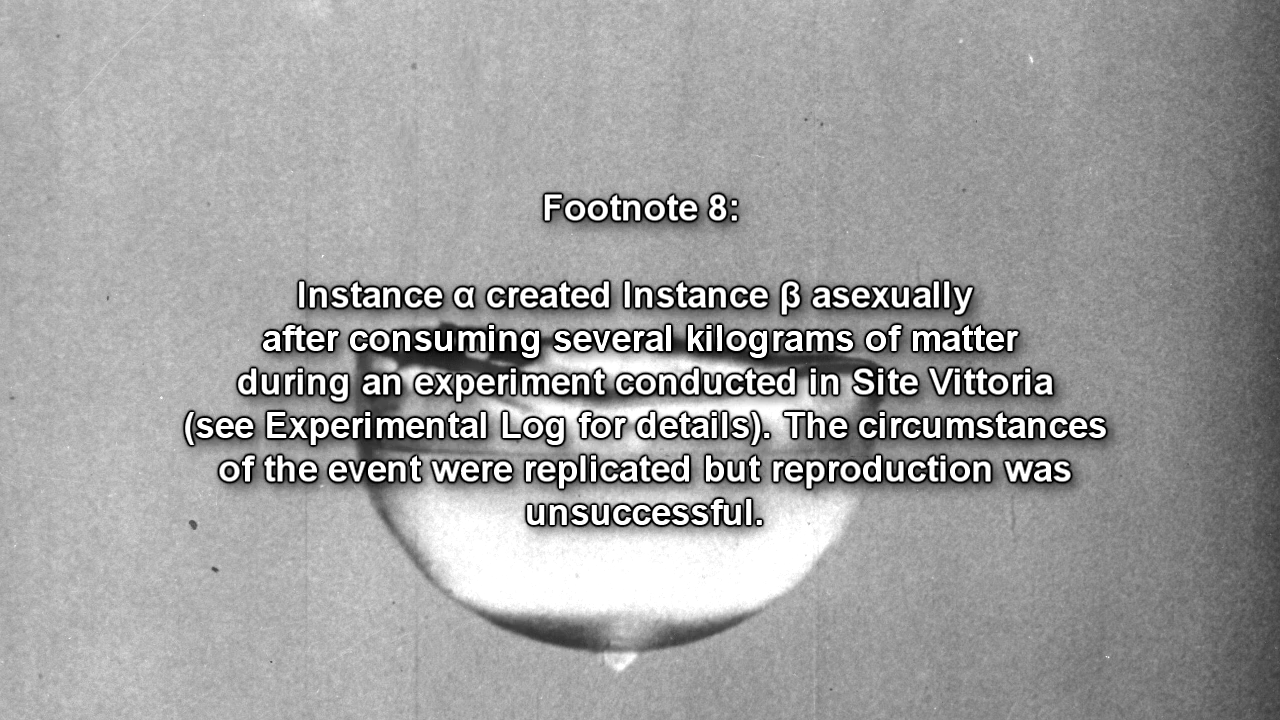 Footnote 8:
Instance α created Instance β asexually
after consuming several kilograms of matter
during an experiment conducted in Site Vittoria
(see Experimental Log for details). The circumstances
of the event were replicated but reproduction was
unsuccessful.